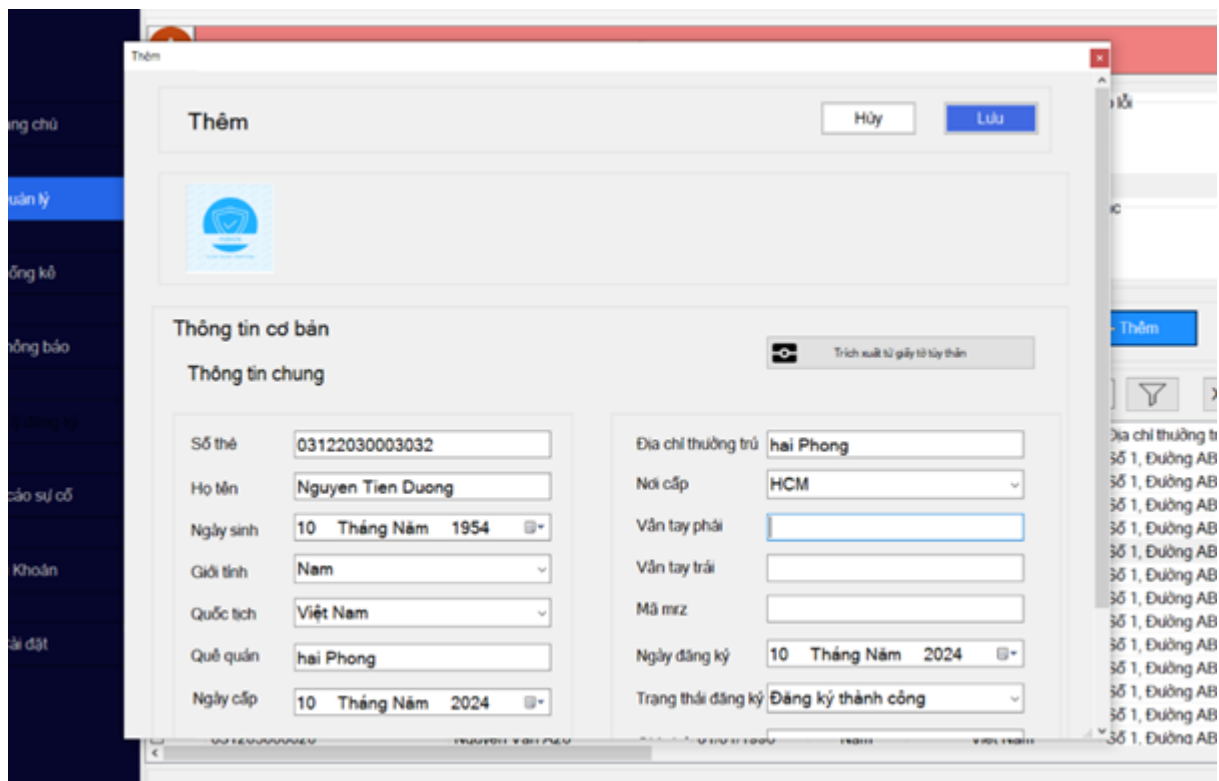 Thêm
Thêm
Hủy
Lưu
Thông tin cơ bản
Trích xuất từ giấy tờ tùy thân
Thông tin chung
Số thẻ
03122030003032
Họ tên
Nguyen Tien Duong
Ngày sinh
10 Tháng Năm 1954
Giới tính
Nam
Quốc tịch
Việt Nam
Quê quán
hai Phong
Ngày cấp
10 Tháng Năm 2024
Địa chỉ thường trú
hai Phong
Nơi cấp
HCM
Vân tay phải
Vân tay trái
Mã mrz
Ngày đăng ký
10 Tháng Năm 2024
Trạng thái đăng ký
Đăng ký thành công
ang chủ
uản lý
ống kê
ông báo
cáo sự cố
Khoản
ài đặt
lỗi
Thêm
Địa chỉ thường tr
Số 1, Đường AB
Số 1, Đường AB
Số 1, Đường AB
Số 1, Đường AB
Số 1, Đường AB
Số 1, Đường AB
Số 1, Đường AB
Số 1, Đường AB
Số 1, Đường AB
Số 1, Đường AB
Số 1, Đường AB
Số 1, Đường AB
Số 1, Đường AB